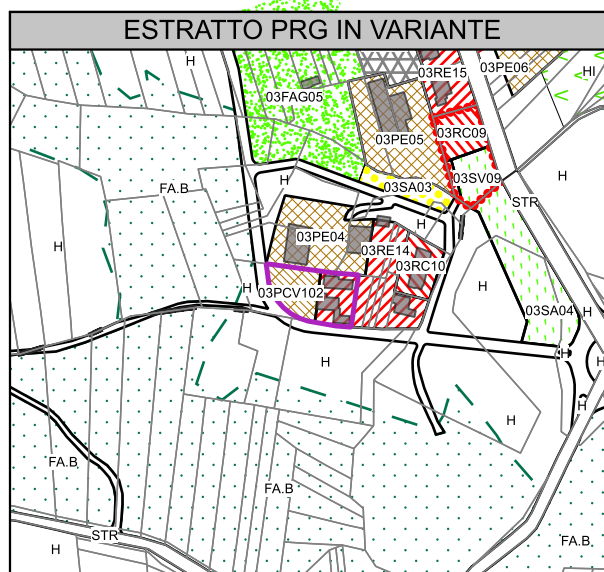 ESTRATTO PRG IN VARIANTE
H
03RE15
03PE06
HI
03FAG05
03PE05
03RC09
03SV09
H
H
FA.B
03SA03
STR
H
H
03PE04
03RE14
03RC10
H
03PCV102
H
03SA04
H
H
H
H
H
H
H
FA.B
FA.B
STR
H
FA.B